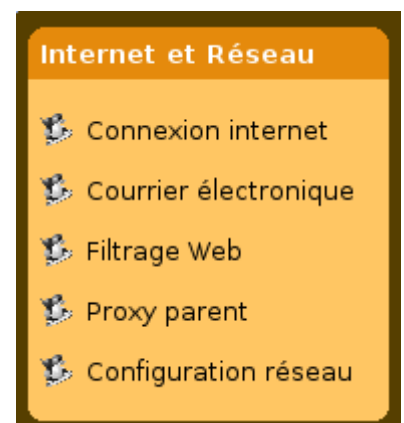 Internet et Réseau
Connexion internet
Courrier électronique
Filtrage Web
Proxy parent
Configuration réseau